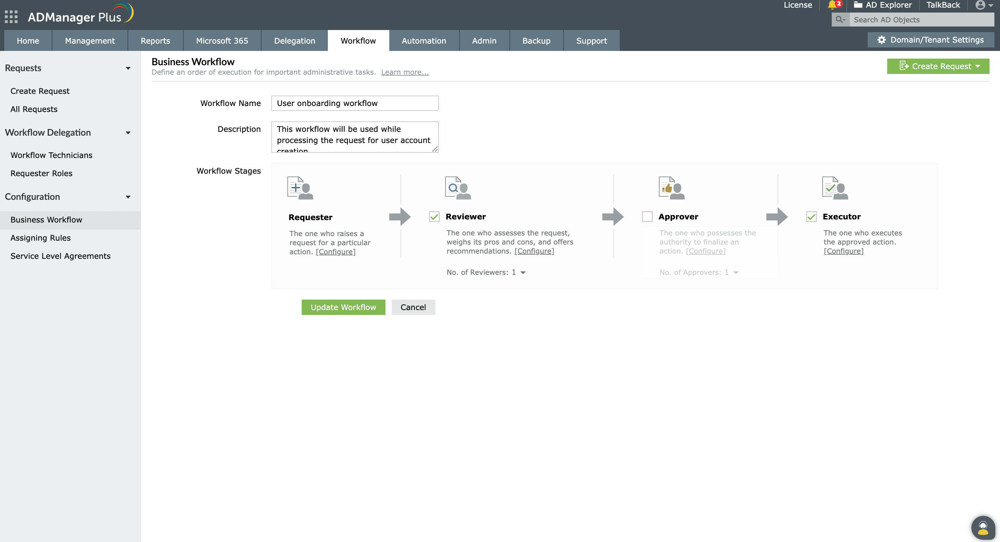 ADManager Plus
License
2
AD Explorer
TalkBack
Search AD Objects
Home
Management
Reports
Microsoft 365
Delegation
Workflow
Automation
Admin
Backup
Support
Domain/Tenant Settings
Requests
Create Request
All Requests
Workflow Delegation
Workflow Technicians
Requester Roles
Configuration
Business Workflow
Assigning Rules
Service Level Agreements
Business Workflow
Define an order of execution for important administrative tasks. Learn more...
Create Request
Workflow Name
User onboarding workflow
Description
This workflow will be used while
processing the request for user account
creation
Workflow Stages
Requester
The one who raises a
request for a particular
action. [Configure]
Reviewer
The one who assesses the request,
weighs its pros and cons, and offers
recommendations. [Configure]
No. of Reviewers: 1
Approver
The one who possesses the
authority to finalize an
action. [Configure]
No. of Approvers: 1
Executor
The one who executes
the approved action.
[Configure]
Update Workflow
Cancel